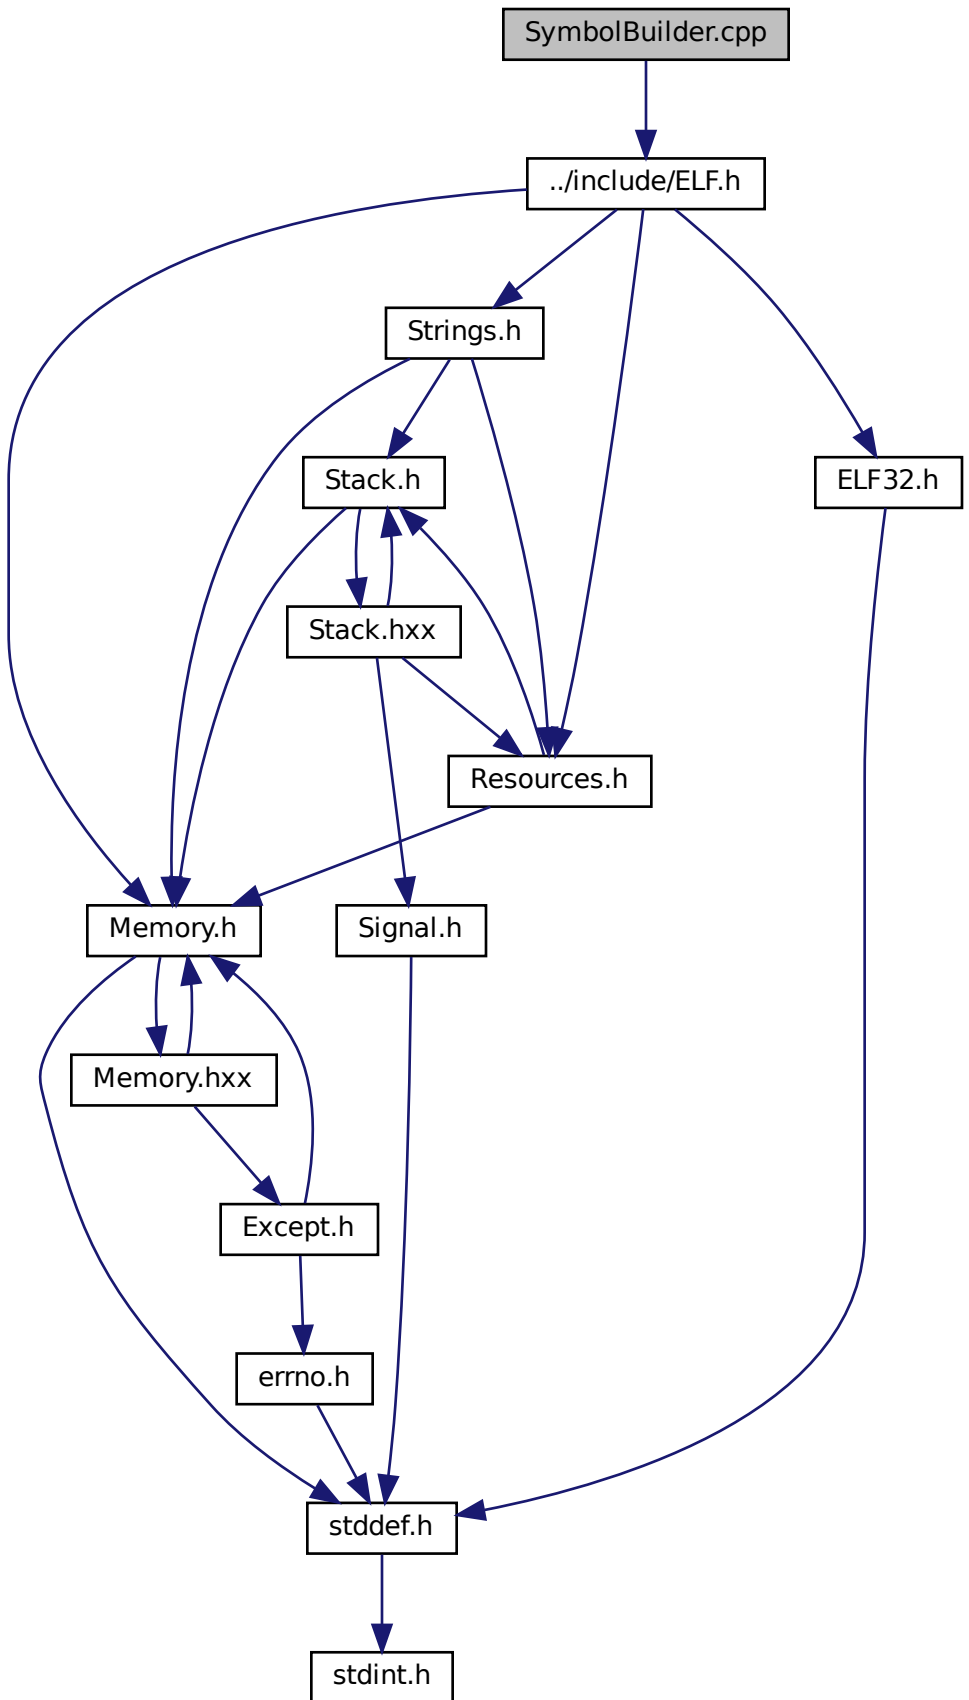 SymbolBuilder.cpp
../include/ELF.h
Strings.h
Stack.h
ELF32.h
Stack.hxx
Resources.h
Memory.h
Signal.h
Memory.hxx
Except.h
errno.h
stddef.h
stdint.h